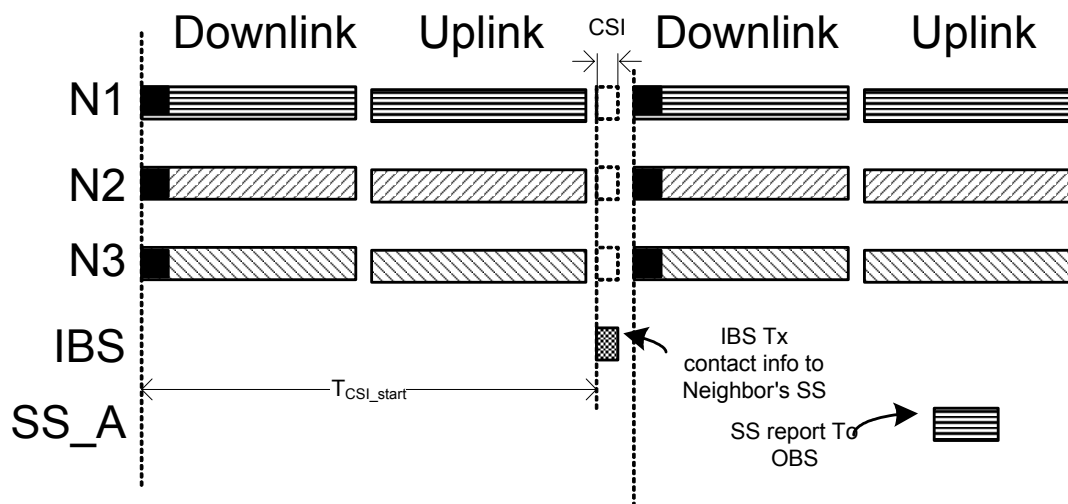 Downlink Uplink CSI Downlink Uplink
N1
N2
N3
IBS
IBS Tx
contact info to
Neighbor's SS
TCSI_start
SS_A
SS report To
OBS